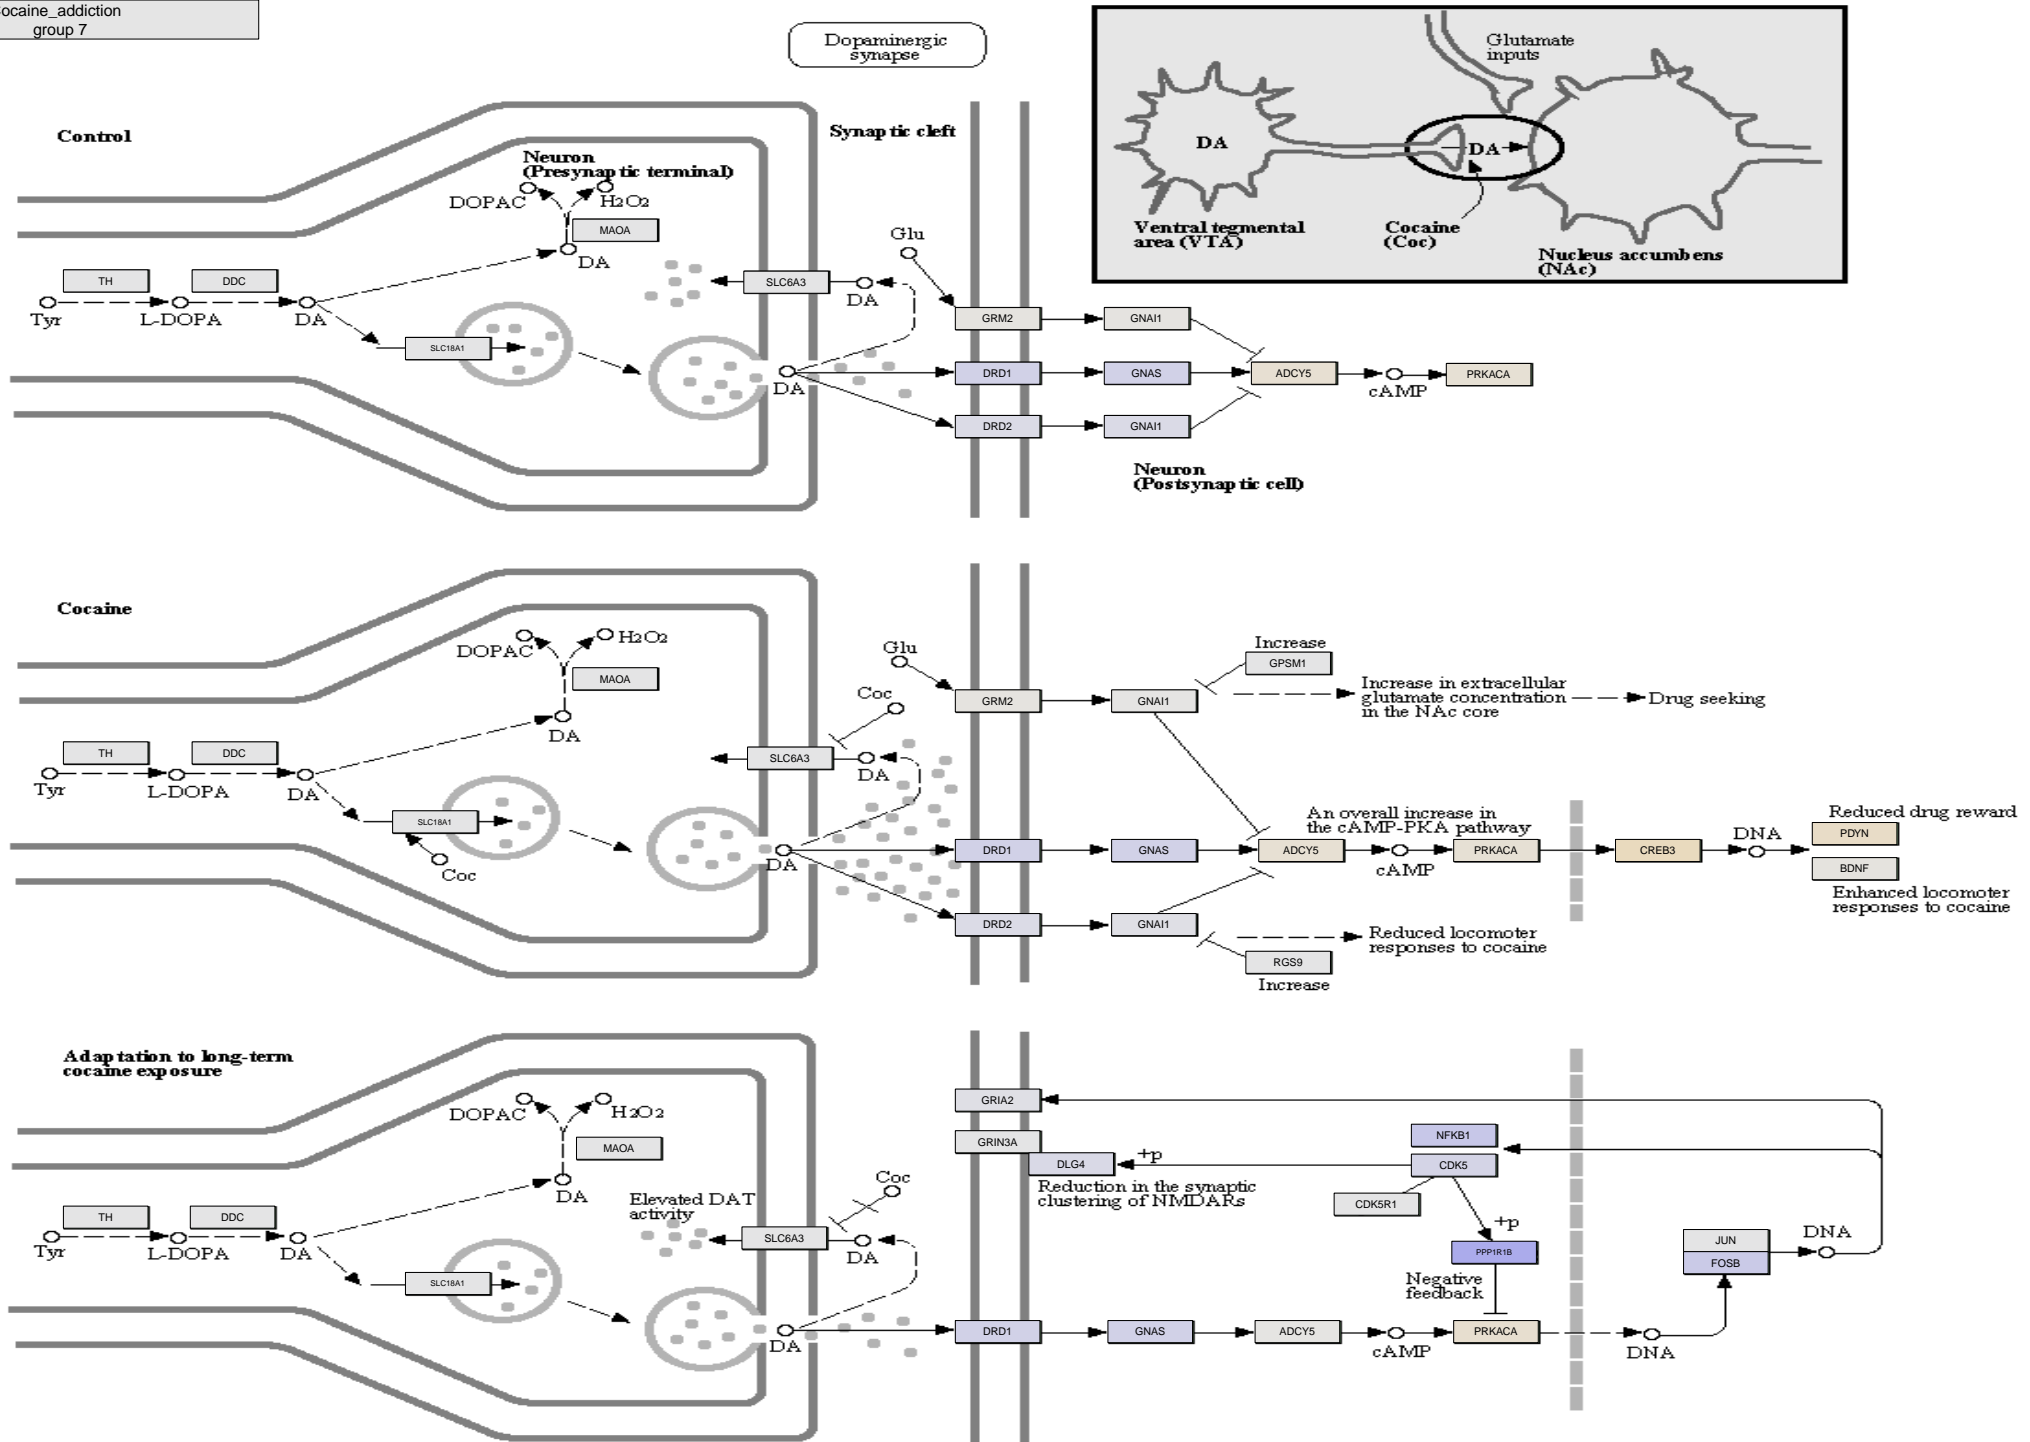 ocaine_addiction
group 7
Dopaminergic
synapse
Glutamate
inputs
DA
DA
Ventral tegmental
area (VTA)
Cocaine
(Coc)
Nucleus accumbens
(NAc)
Control
Synaptic cleft
Neuron
(Presynaptic terminal)
DOPAC
H2O2
MAOA
DA
Glu
TH
DDC
SLC6A3
DA
Tyr
L-DOPA
DA
SLC18A1
DA
GRM2
GNAI1
DRD1
GNAS
ADCY5
cAMP
PRKACA
DRD2
GNAI1
Neuron
(Postsynaptic cell)
Cocaine
DOPAC
H2O2
MAOA
DA
Glu
Coc
TH
DDC
SLC6A3
DA
Tyr
L-DOPA
DA
SLC18A1
Coc
DA
GRM2
GNAI1
Increase
GPSM1
Increase in extracellular
glutamate concentration
in the NAc core
Drug seeking
An overall increase in
the cAMP-PKA pathway
DRD1
GNAS
ADCY5
cAMP
PRKACA
CREB3
DNA
Reduced drug reward
PDYN
BDNF
Enhanced locomoter
responses to cocaine
DRD2
GNAI1
Reduced locomoter
responses to cocaine
RGS9
Increase
Adaptation to long-term
cocaine exposure
DOPAC
H2O2
MAOA
DA
Elevated DAT
activity
Coc
TH
DDC
SLC6A3
DA
Tyr
L-DOPA
DA
SLC18A1
DA
GRIA2
GRIN3A
DLG4
+p
Reduction in the synaptic
clustering of NMDARs
NFKB1
CDK5
CDK5R1
+p
PPP1R1B
Negative
feedback
JUN
FOSB
DNA
DRD1
GNAS
ADCY5
cAMP
PRKACA
DNA